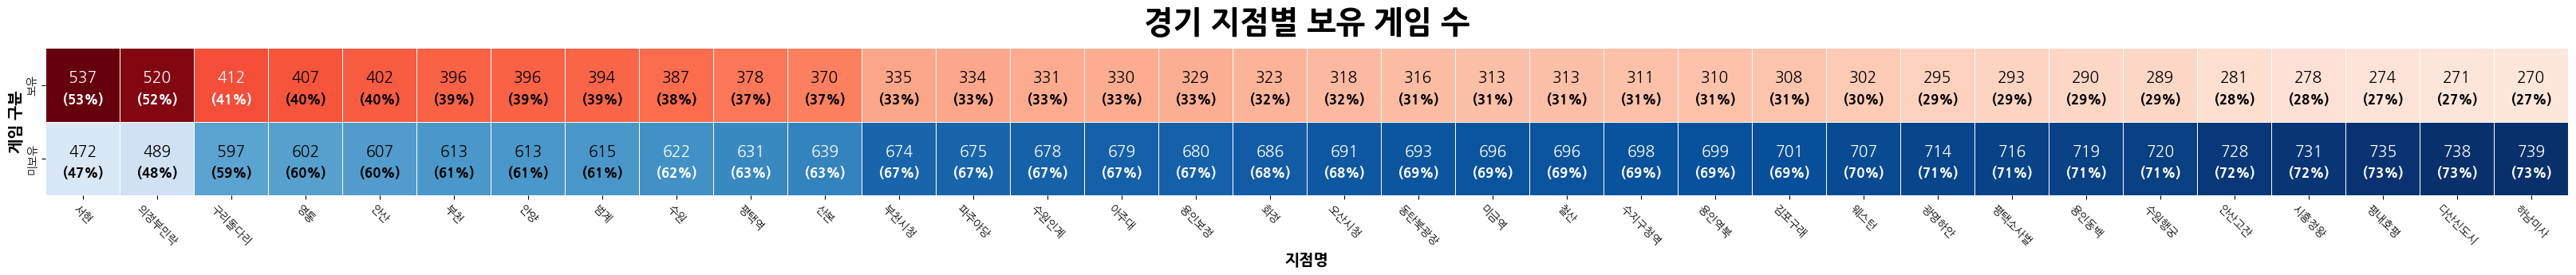 경기 지점별 보유 게임 수
게임 구분
보유
537 520 412 407 402 396 396 394 387 378 370 335 334 331 330 329 323 318 316 313 313 311 310 308 302 295 293 290 289 281 278 274 271 270
(53%) (52%) (41%) (40%) (40%) (39%) (39%) (39%) (38%) (37%) (37%) (33%) (33%) (33%) (33%) (33%) (32%) (32%) (31%) (31%) (31%) (31%) (31%) (31%) (30%) (29%) (29%) (29%) (29%) (28%) (28%) (27%) (27%) (27%)
미보유
472 489 597 602 607 613 613 615 622 631 639 674 675 678 679 680 686 691 693 696 696 698 699 701 707 714 716 719 720 728 731 735 738 739
(47%) (48%) (59%) (60%) (60%) (61%) (61%) (61%) (62%) (63%) (63%) (67%) (67%) (67%) (67%) (67%) (68%) (68%) (69%) (69%) (69%) (69%) (69%) (69%) (70%) (71%) (71%) (71%) (71%) (72%) (72%) (73%) (73%) (73%)
서현 의정부민락 구리돌다리 영통 안산 부천 안양 범계 수원 평택역 산본 부천시청 파주야당 수원인계 아주대 용인보정 화정 오산시청 동탄북광장 미금역 철산 수지구청역 용인역북 김포구래 웨스턴 광명하안 평택소사벌 용인동백 수원행궁 안산고잔 시흥정왕 평내호평 다산신도시 하남미사
지점명